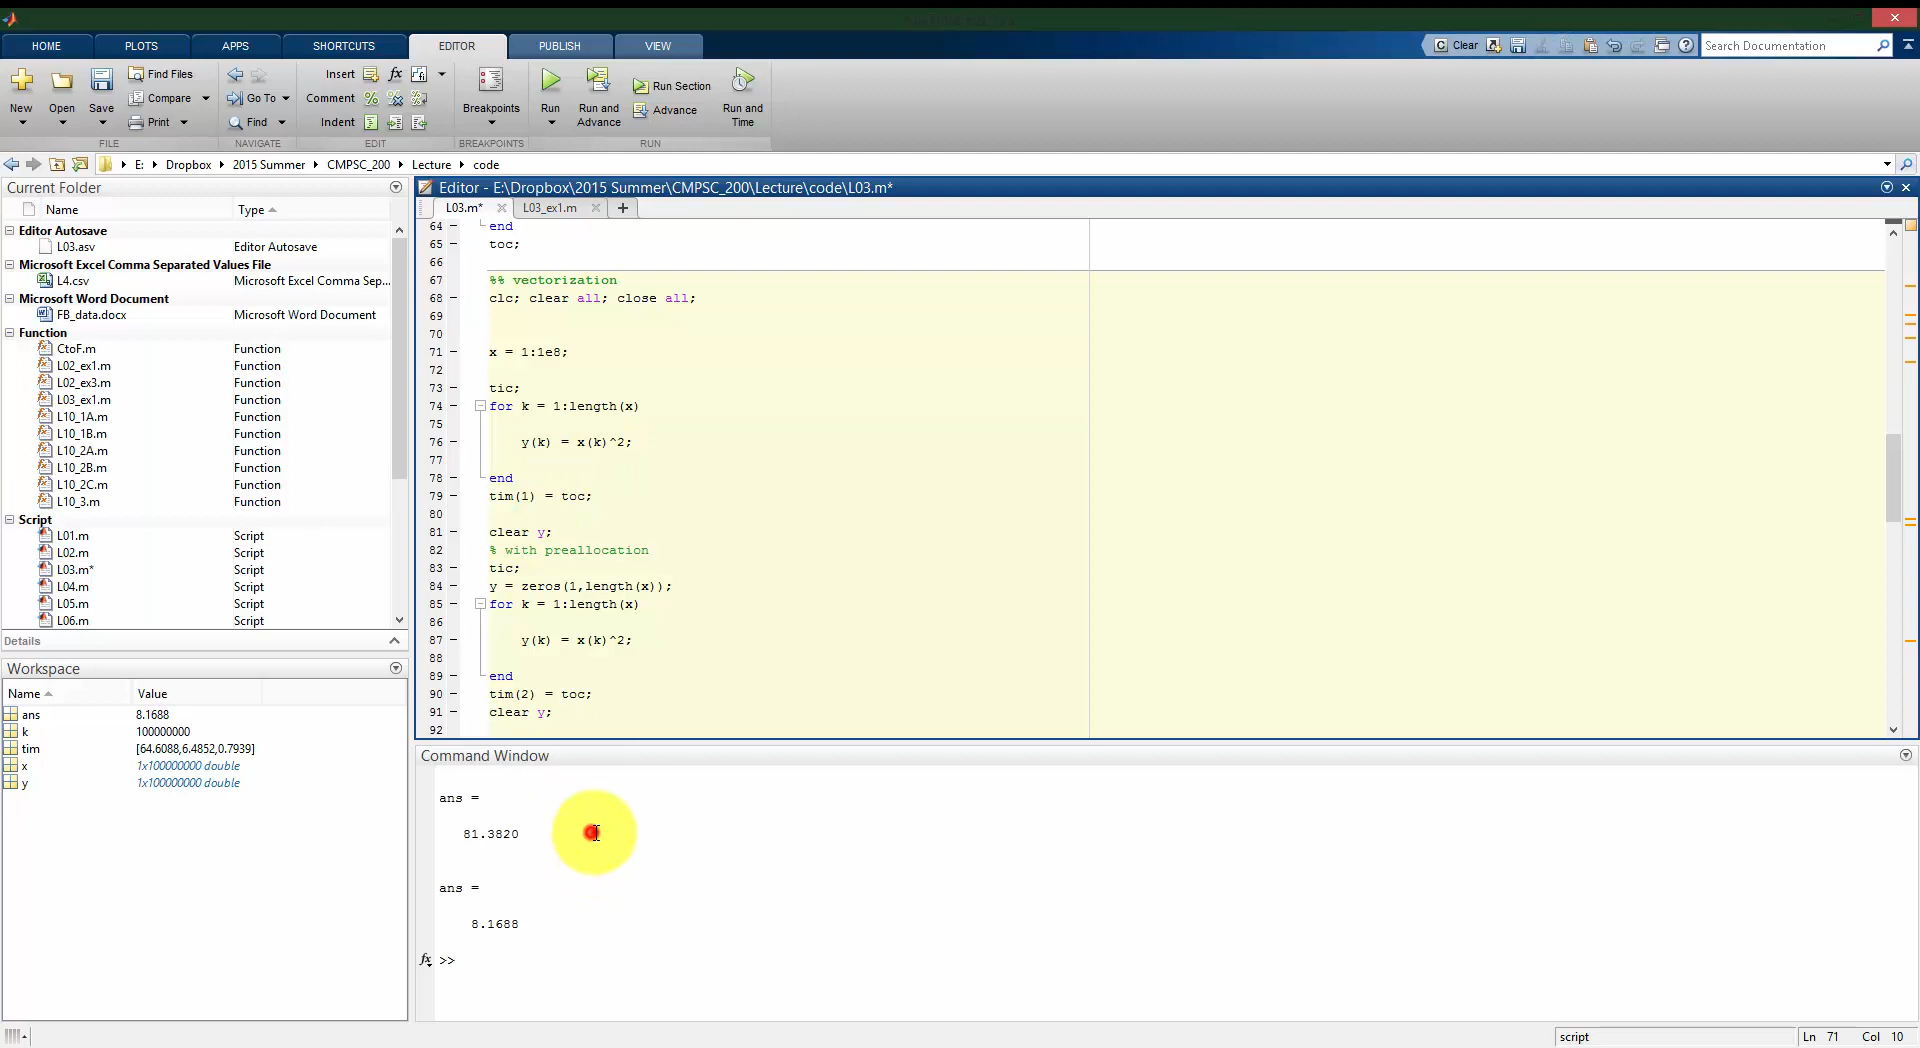 HOME PLOTS APPS SHORTCUTS EDITOR PUBLISH VIEW Clear Search Documentation
New Open Save Find Files Compare Print
Go To Find
Insert fx
Comment
Indent
Breakpoints Run Run and Advance Run Section Advance Run and Time
FILE NAVIGATE EDIT BREAKPOINTS RUN
E: Dropbox 2015 Summer CMPSC_200 Lecture code
Current Folder
Name Type
Editor Autosave
L03.asv Editor Autosave
Microsoft Excel Comma Separated Values File
L4.csv Microsoft Excel Comma Sep...
Microsoft Word Document
FB_data.docx Microsoft Word Document
Function
CtoF.m Function
L02_ex1.m Function
L02_ex3.m Function
L03_ex1.m Function
L10_1A.m Function
L10_1B.m Function
L10_2A.m Function
L10_2B.m Function
L10_2C.m Function
L10_3.m Function
Script
L01.m Script
L02.m Script
L03.m* Script
L04.m Script
L05.m Script
L06.m Script
Details
Workspace
Name Value
ans 8.1688
k 100000000
tim [64.6088,6.4852,0.7939]
x 1x100000000 double
y 1x100000000 double
Editor - E:\Dropbox\2015 Summer\CMPSC_200\Lecture\code\L03.m*
L03.m* L03_ex1.m
64 end
65 toc;
66
67 %% vectorization
68 clc; clear all; close all;
69
70
71 x = 1:1e8;
72
73 tic;
74 for k = 1:length(x)
75
76 y(k) = x(k)^2;
77
78 end
79 tim(1) = toc;
80
81 clear y;
82 % with preallocation
83 tic;
84 y = zeros(1,length(x));
85 for k = 1:length(x)
86
87 y(k) = x(k)^2;
88
89 end
90 tim(2) = toc;
91 clear y;
92
Command Window
ans =
81.3820
ans =
8.1688
fx >>
script Ln 71 Col 10